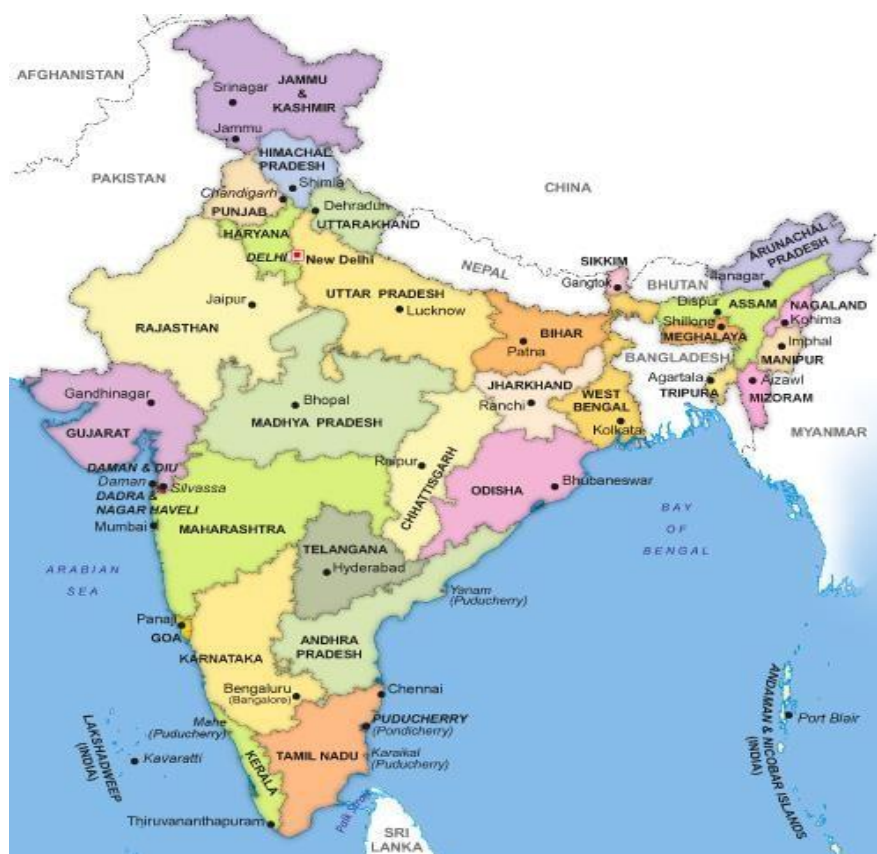 AFGHANISTAN
JAMMU
&
KASHMIR
Srinagar
Jammu
HIMACHAL
PRADESH
Shimla
PAKISTAN
CHINA
Chandigarh
PUNJAB
Dehradun
UTTARAKHAND
HARYANA
DELHI
New Delhi
NEPAL
SIKKIM
Gangtok
BHUTAN
ARUNACHAL
PRADESH
Itanagar
Dispur
ASSAM
NAGALAND
Kohima
Shillong
MEGHALAYA
Imphal
MANIPUR
BANGLADESH
Agartala
TRIPURA
Aizawl
MIZORAM
MYANMAR
Jaipur
RAJASTHAN
UTTAR PRADESH
Lucknow
BIHAR
Patna
JHARKHAND
Ranchi
WEST
BENGAL
Kolkata
Gandhinagar
GUJARAT
Bhopal
MADHYA PRADESH
Raipur
CHHATTISGARH
ODISHA
Bhubaneswar
DAMAN & DIU
Daman
Silvassa
DADRA &
NAGAR HAVELI
Mumbai
MAHARASHTRA
TELANGANA
Hyderabad
BAY
OF
BENGAL
ARABIAN
SEA
Yanam
(Puducherry)
Panaji
GOA
KARNATAKA
ANDHRA
PRADESH
Bengaluru
(Bangalore)
Chennai
Mahe
(Puducherry)
PUDUCHERRY
(Pondicherry)
LAKSHADWEEP
(INDIA)
Kavaratti
KERALA
TAMIL NADU
Karaikal
(Puducherry)
Thiruvananthapuram
Palk Strait
SRI
LANKA
ANDAMAN & NICOBAR ISLANDS
(INDIA)
Port Blair